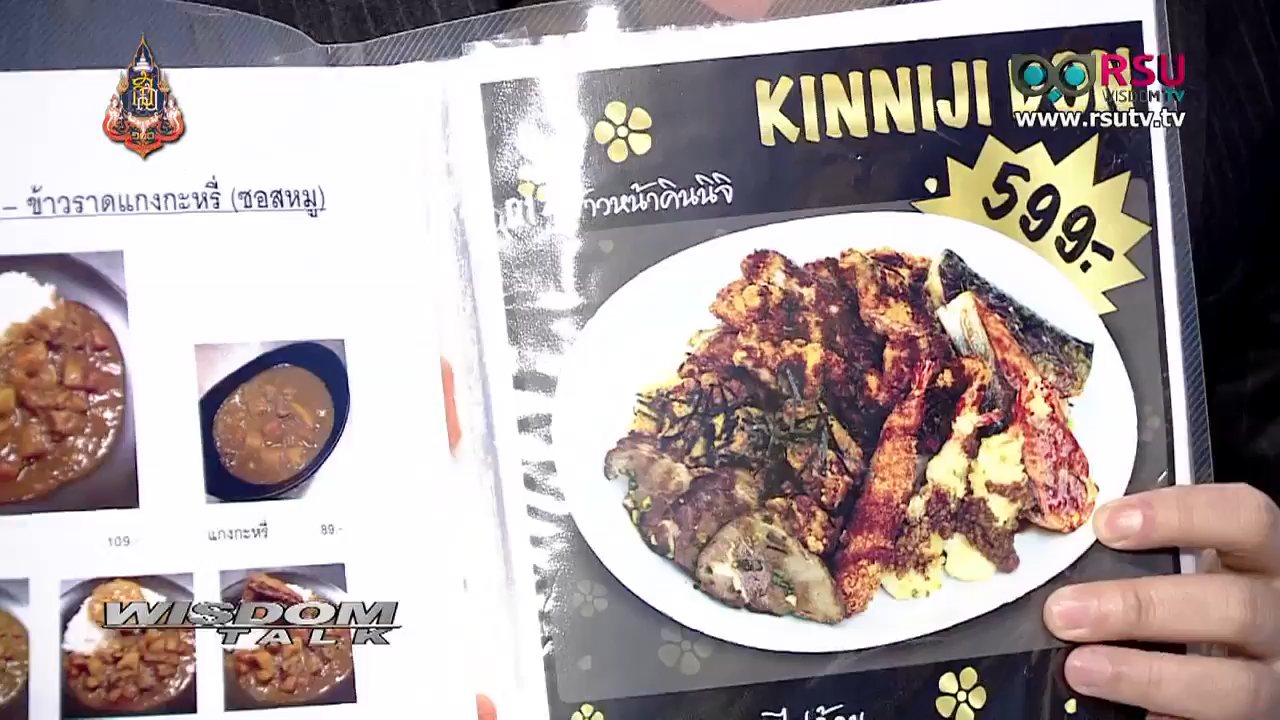 KINNIJI DON
RSU
WISDOM TV
www.rsutv.tv
ข้าวหน้าคินนิจิ
599.-
- ข้าวราดแกงกะหรี่ (ซอสหมู)
109.-
แกงกะหรี่ 89.-
WISDOM
TALK